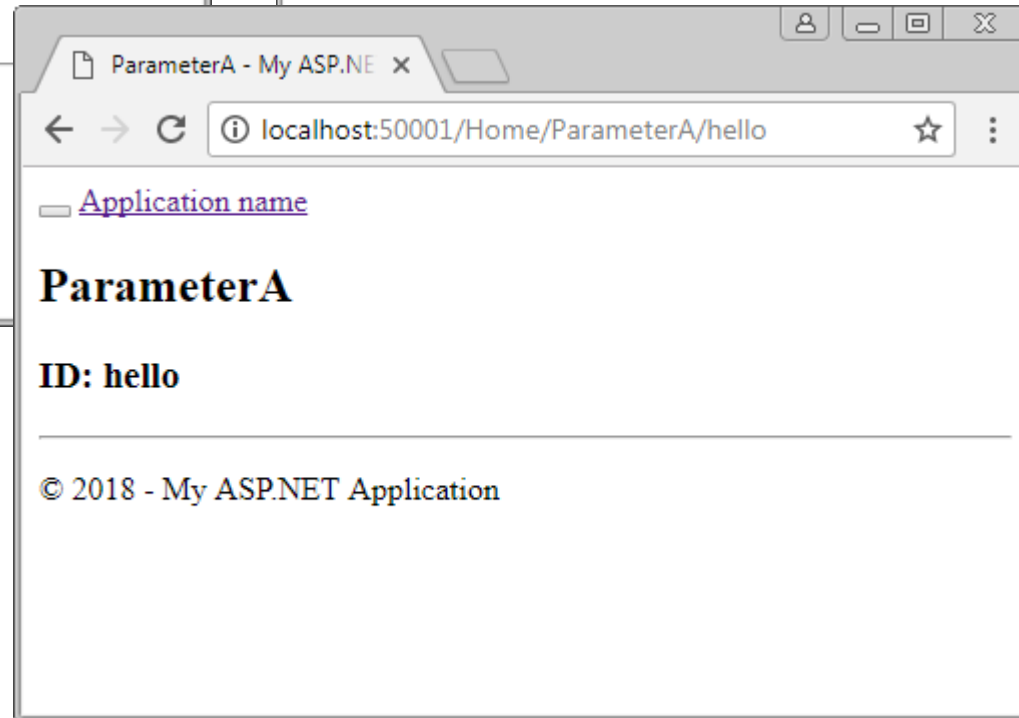 ParameterA - My ASP.NE
localhost:50001/Home/ParameterA/hello
Application name
ParameterA
ID: hello
© 2018 - My ASP.NET Application